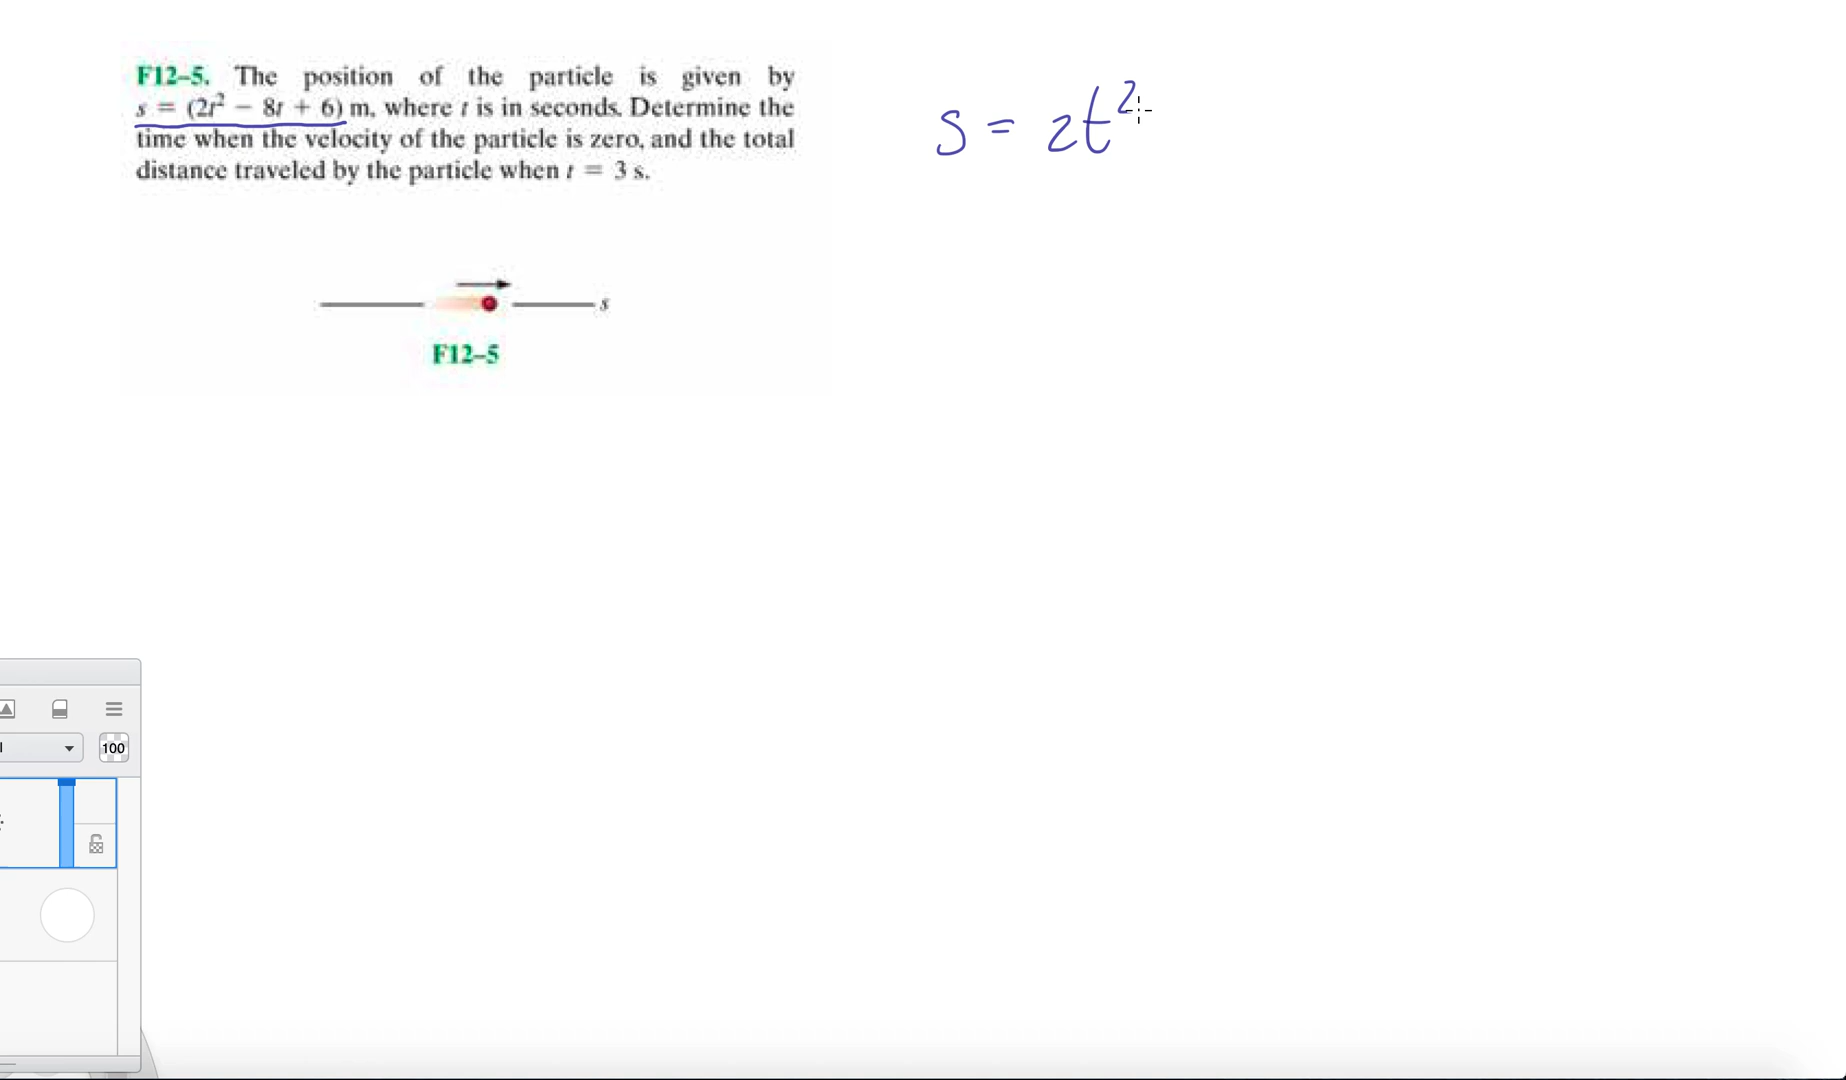 F12–5. The position of the particle is given by
s = (2t² − 8t + 6) m, where t is in seconds. Determine the
time when the velocity of the particle is zero, and the total
distance traveled by the particle when t = 3 s.
s = 2t²
s
F12–5
100